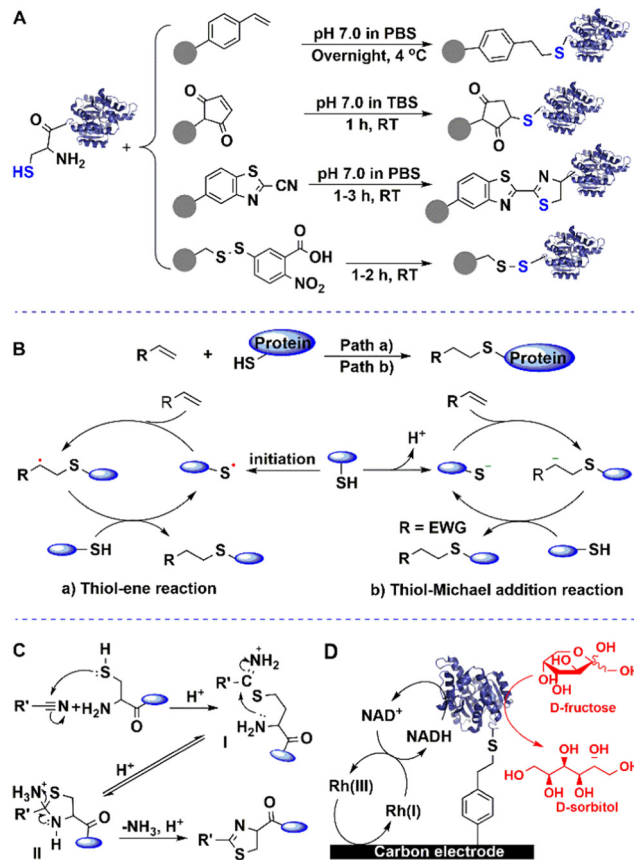 A
pH 7.0 in PBS
Overnight, 4 °C
S
O
NH₂
HS
+
O
O
pH 7.0 in TBS
1 h, RT
O
S
O
S
N
CN
pH 7.0 in PBS
1-3 h, RT
S
N
N
S
S-S
O
OH
NO₂
1-2 h, RT
S-S
B
R
+
HS
Protein
Path a)
Path b)
R
S
Protein
R
R
R
S
S•
initiation
SH
H⁺
S⁻
R
S
SH
R
S
R = EWG
R
S
SH
a) Thiol-ene reaction
b) Thiol-Michael addition reaction
C
H
S
R'
N
+
H₂N
O
H⁺
NH₂
R'
C
S
NH₂
O
I
H⁺
H₃N
S
R'
N
H
O
II
-NH₃, H⁺
S
R'
N
O
D
NAD⁺
NADH
Rh(III)
Rh(I)
S
Carbon electrode
O
OH
HO
OH
OH
OH
D-fructose
OH
OH
OH
HO
OH
OH
D-sorbitol